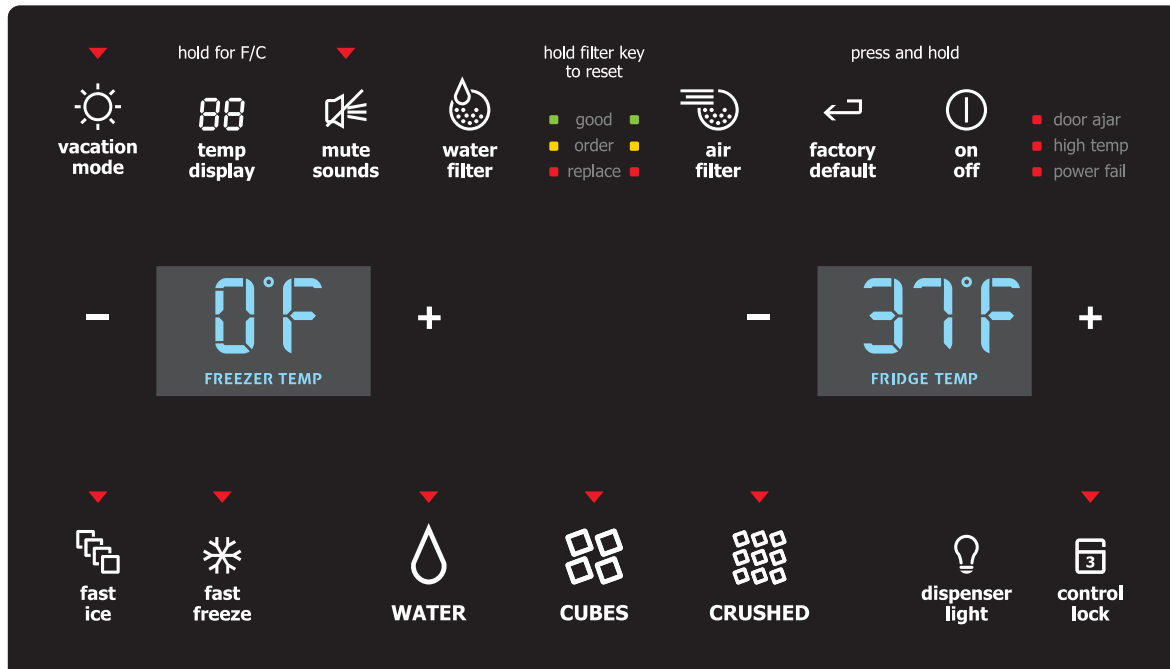 hold for F/C
hold filter key
to reset
press and hold
88
vacation
mode
temp
display
mute
sounds
water
filter
good
order
replace
air
filter
factory
default
on
off
door ajar
high temp
power fail
− 0°F +
FREEZER TEMP
− 37°F +
FRIDGE TEMP
fast
ice
fast
freeze
WATER
CUBES
CRUSHED
dispenser
light
3
control
lock